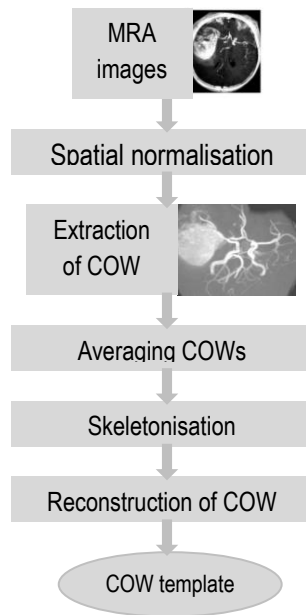 MRA
images
Spatial normalisation
Extraction
of COW
Averaging COWs
Skeletonisation
Reconstruction of COW
COW template